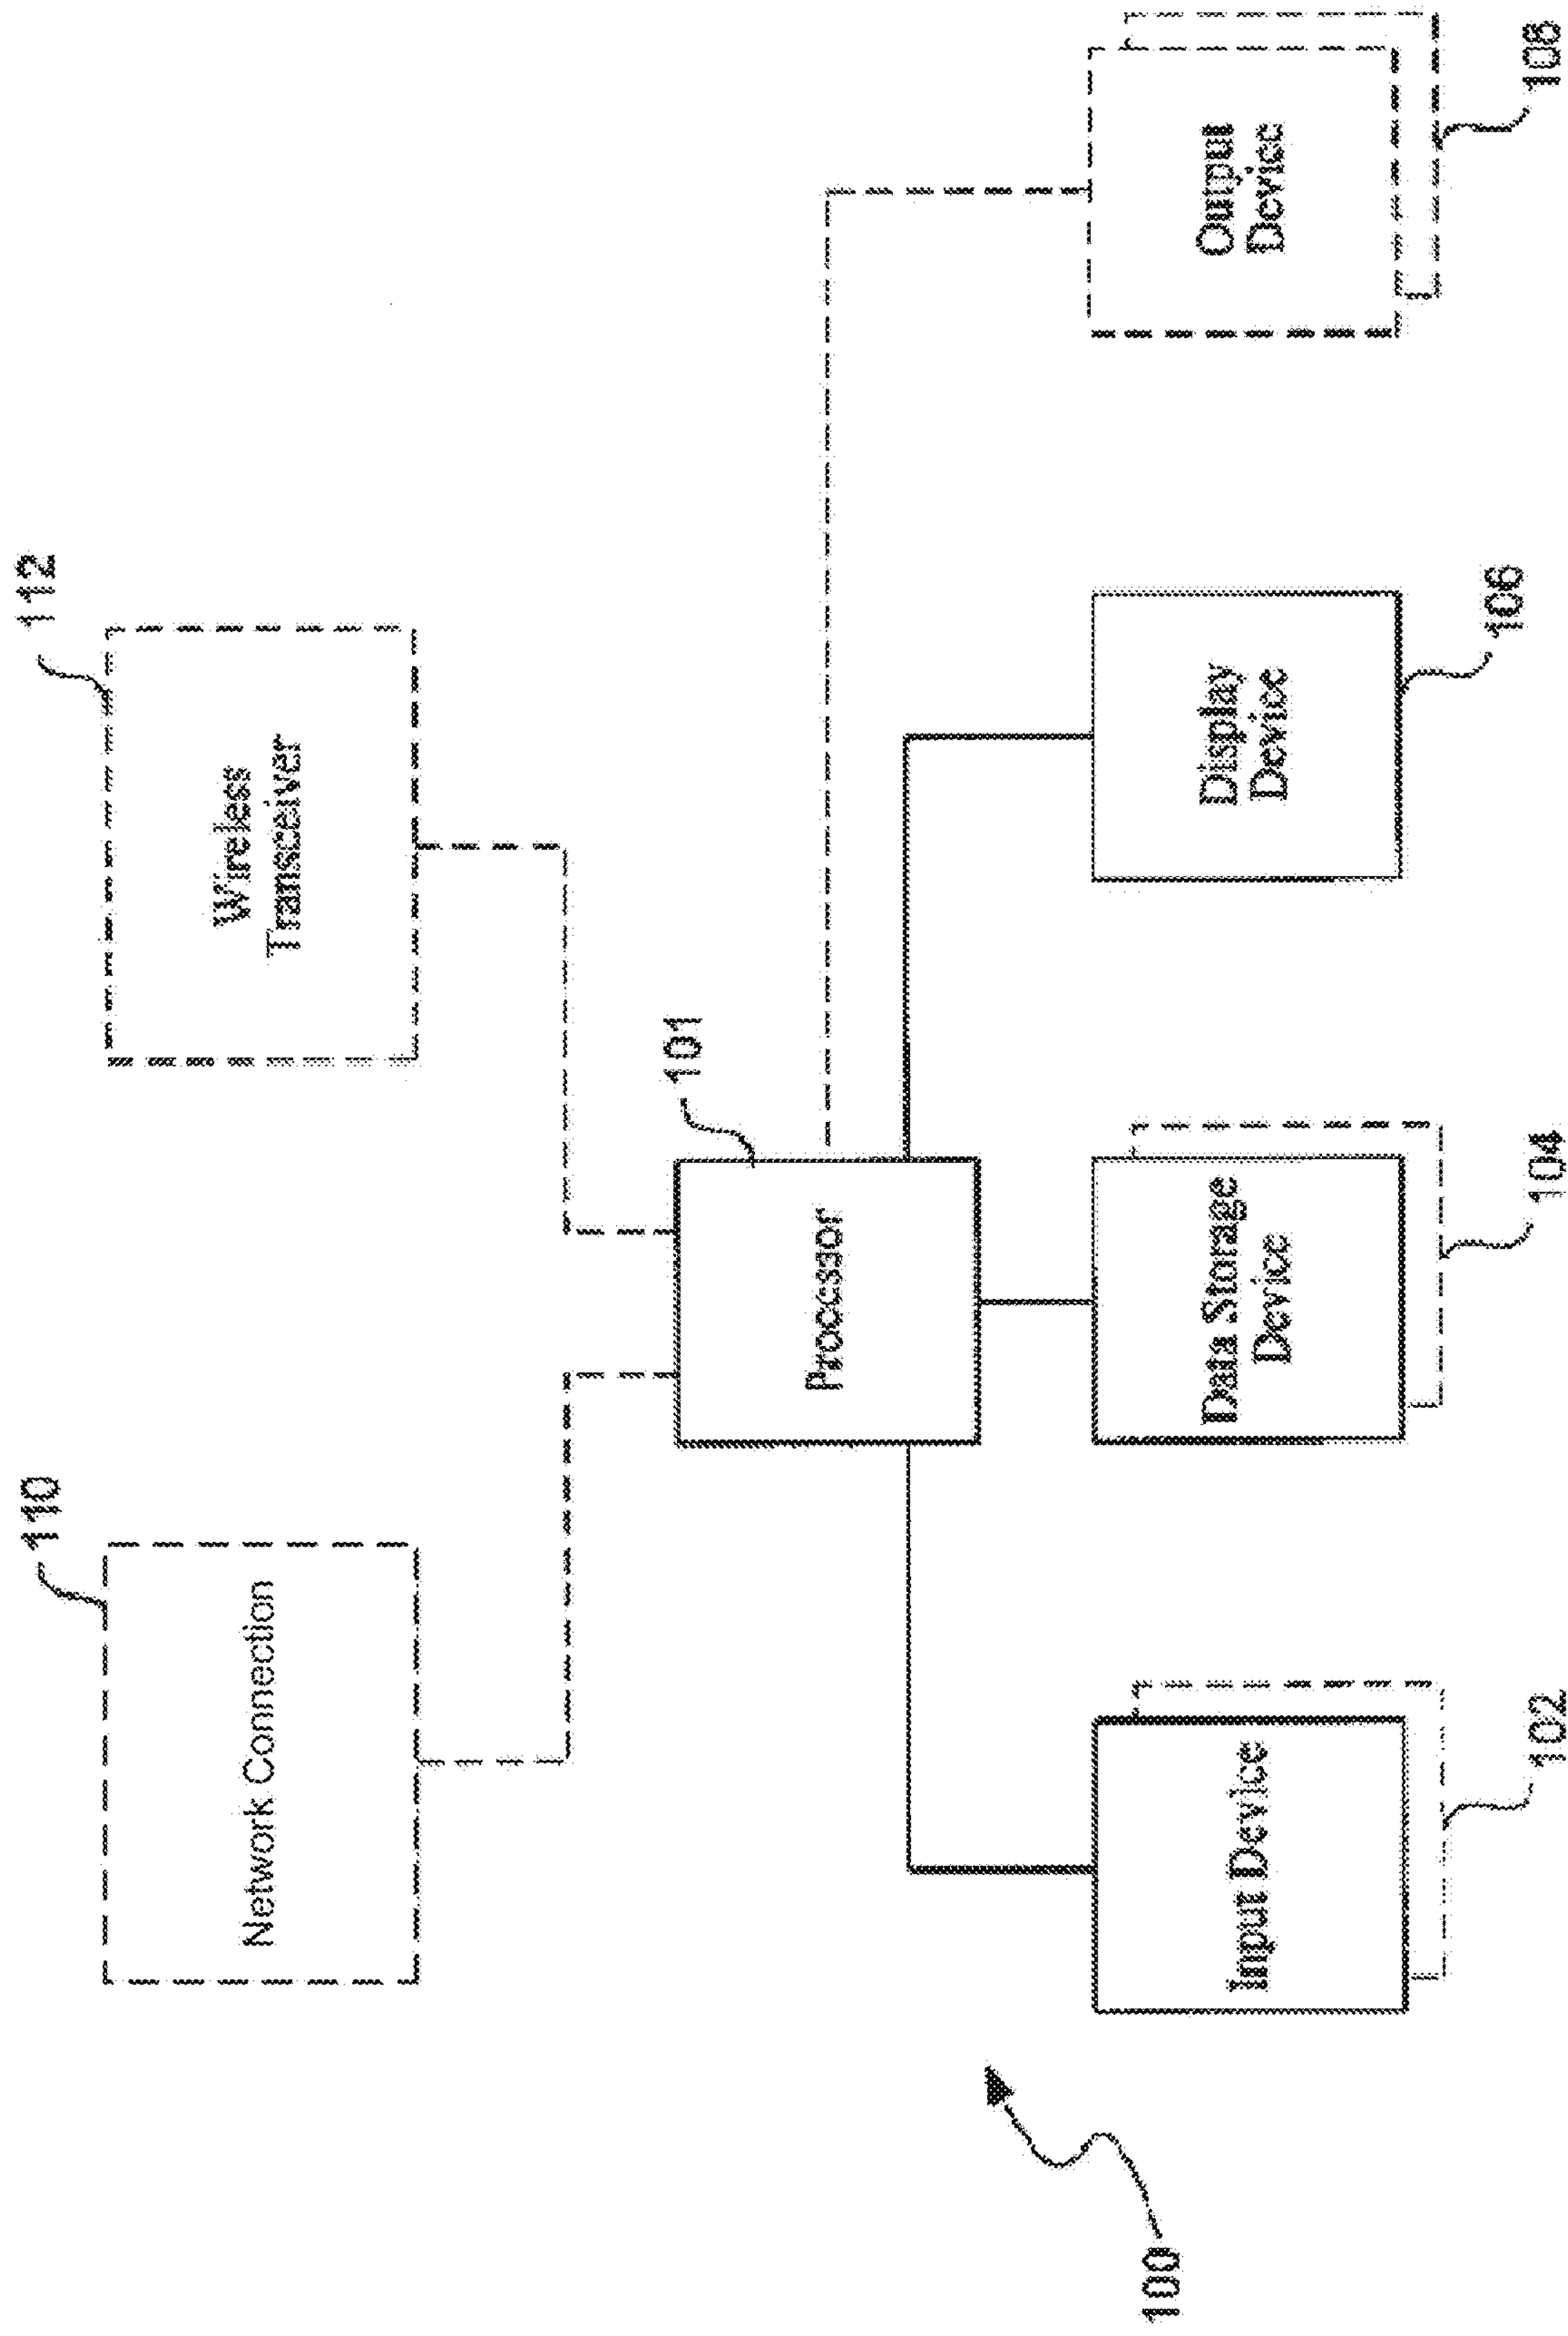 110
112
Network Connection
Wireless
Transceiver
101
Processor
Input Device
Data Storage
Device
Display
Device
Output
Device
100
102
104
106
108